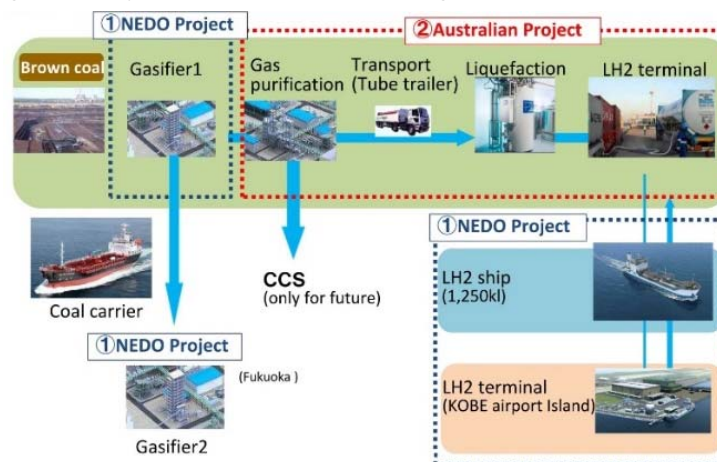 ①NEDO Project
②Australian Project
Brown coal
Gasifier1
Gas
purification
Transport
(Tube trailer)
Liquefaction
LH2 terminal
Coal carrier
CCS
(only for future)
①NEDO Project
LH2 ship
(1,250kl)
①NEDO Project
(Fukuoka )
Gasifier2
LH2 terminal
(KOBE airport Island)